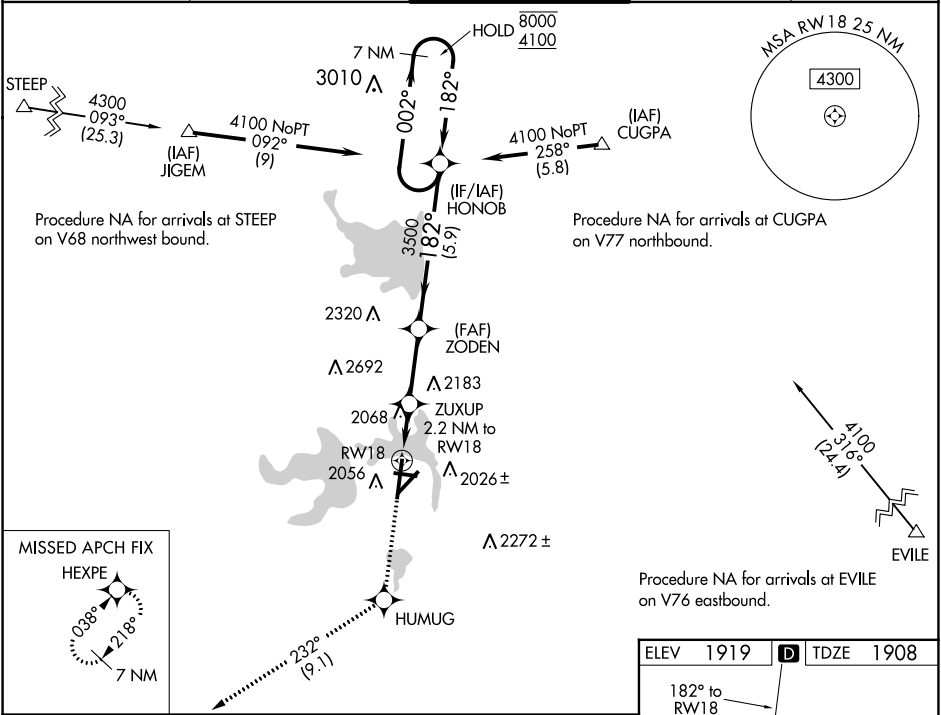 HOLD 8000
4100
7 NM
3010
002°
182°
MSA RW18 25 NM
4300
STEEP
4300
093°
(25.3)
(IAF)
JIGEM
4100 NoPT
092°
(9)
(IAF)
CUGPA
4100 NoPT
258°
(5.8)
(IF/IAF)
HONOB
Procedure NA for arrivals at STEEP
on V68 northwest bound.
Procedure NA for arrivals at CUGPA
on V77 northbound.
3500
182°
(5.9)
2320
(FAF)
ZODEN
2692
2183
2068
ZUXUP
2.2 NM to
RW18
RW18
2056
2026 ±
2272 ±
4100
316°
(24.4)
EVILE
Procedure NA for arrivals at EVILE
on V76 eastbound.
MISSED APCH FIX
HEXPE
038°
218°
7 NM
HUMUG
232°
(9.1)
ELEV 1919 D TDZE 1908
182° to
RW18